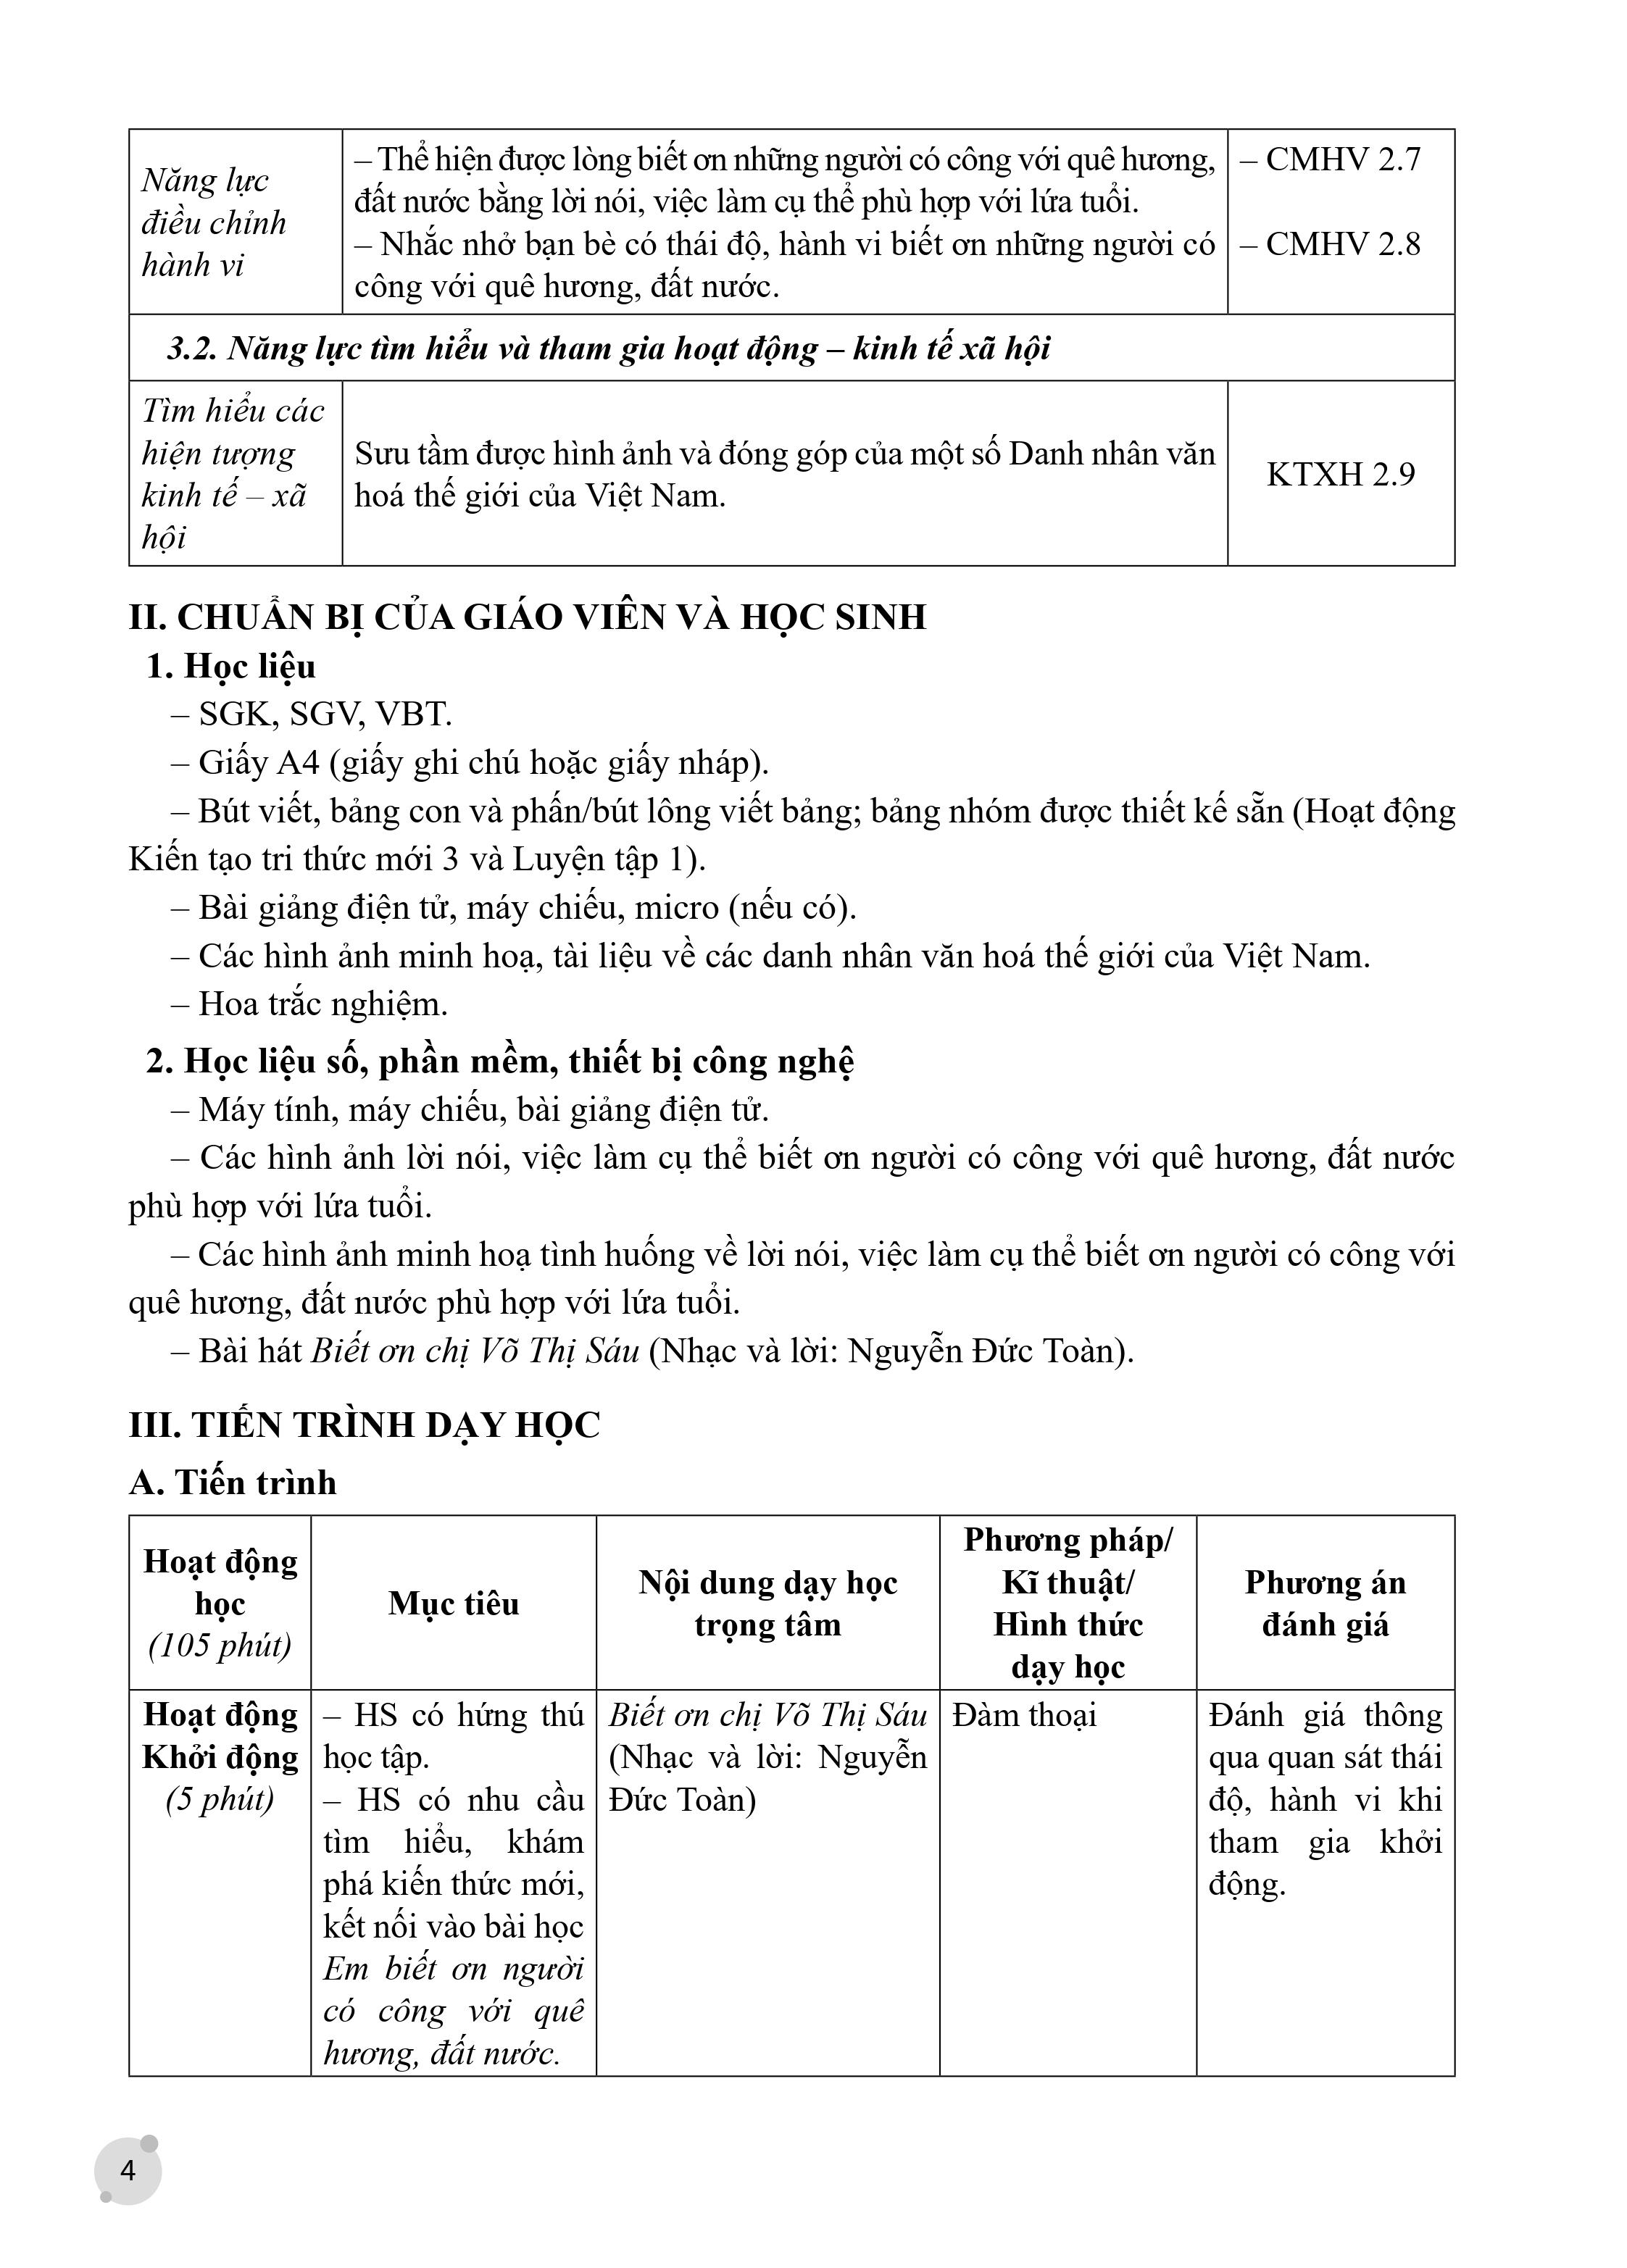 Năng lực
điều chỉnh
hành vi
– Thể hiện được lòng biết ơn những người có công với quê hương,
đất nước bằng lời nói, việc làm cụ thể phù hợp với lứa tuổi.
– Nhắc nhở bạn bè có thái độ, hành vi biết ơn những người có
công với quê hương, đất nước.
– CMHV 2.7
– CMHV 2.8
3.2. Năng lực tìm hiểu và tham gia hoạt động – kinh tế xã hội
Tìm hiểu các
hiện tượng
kinh tế – xã
hội
Sưu tầm được hình ảnh và đóng góp của một số Danh nhân văn
hoá thế giới của Việt Nam.
KTXH 2.9
II. CHUẨN BỊ CỦA GIÁO VIÊN VÀ HỌC SINH
1. Học liệu
– SGK, SGV, VBT.
– Giấy A4 (giấy ghi chú hoặc giấy nháp).
– Bút viết, bảng con và phấn/bút lông viết bảng; bảng nhóm được thiết kế sẵn (Hoạt động
Kiến tạo tri thức mới 3 và Luyện tập 1).
– Bài giảng điện tử, máy chiếu, micro (nếu có).
– Các hình ảnh minh hoạ, tài liệu về các danh nhân văn hoá thế giới của Việt Nam.
– Hoa trắc nghiệm.
2. Học liệu số, phần mềm, thiết bị công nghệ
– Máy tính, máy chiếu, bài giảng điện tử.
– Các hình ảnh lời nói, việc làm cụ thể biết ơn người có công với quê hương, đất nước
phù hợp với lứa tuổi.
– Các hình ảnh minh hoạ tình huống về lời nói, việc làm cụ thể biết ơn người có công với
quê hương, đất nước phù hợp với lứa tuổi.
– Bài hát Biết ơn chị Võ Thị Sáu (Nhạc và lời: Nguyễn Đức Toàn).
III. TIẾN TRÌNH DẠY HỌC
A. Tiến trình
Hoạt động
học
(105 phút)
Mục tiêu
Nội dung dạy học
trọng tâm
Phương pháp/
Kĩ thuật/
Hình thức
dạy học
Phương án
đánh giá
Hoạt động
Khởi động
(5 phút)
– HS có hứng thú
học tập.
– HS có nhu cầu
tìm hiểu, khám
phá kiến thức mới,
kết nối vào bài học
Em biết ơn người
có công với quê
hương, đất nước.
Biết ơn chị Võ Thị Sáu
(Nhạc và lời: Nguyễn
Đức Toàn)
Đàm thoại
Đánh giá thông
qua quan sát thái
độ, hành vi khi
tham gia khởi
động.
4